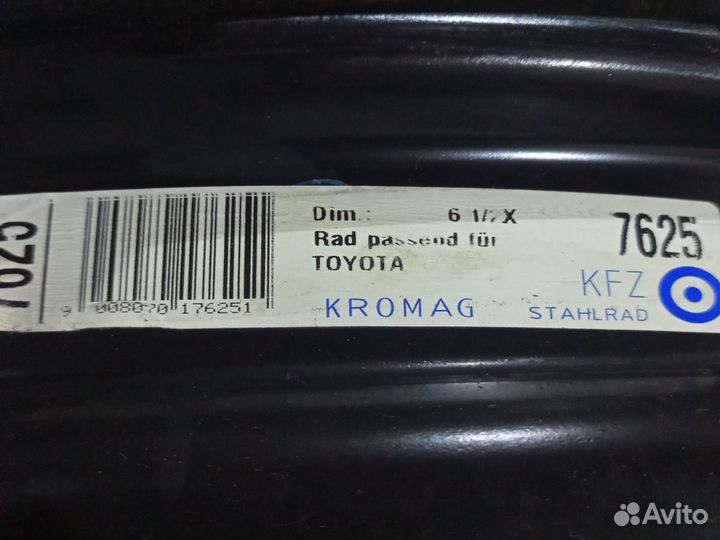 7625
9 008070 176251
Dim.: 6 1/2X
Rad passend für
TOYOTA
KROMAG
7625
KFZ
STAHLRAD
Avito